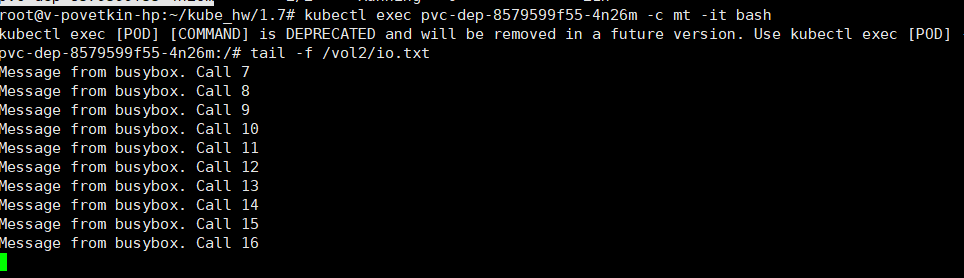 root@v-povetkin-hp:~/kube_hw/1.7# kubectl exec pvc-dep-8579599f55-4n26m -c mt -it bash
kubectl exec [POD] [COMMAND] is DEPRECATED and will be removed in a future version. Use kubectl exec [POD]
pvc-dep-8579599f55-4n26m:/# tail -f /vol2/io.txt
Message from busybox. Call 7
Message from busybox. Call 8
Message from busybox. Call 9
Message from busybox. Call 10
Message from busybox. Call 11
Message from busybox. Call 12
Message from busybox. Call 13
Message from busybox. Call 14
Message from busybox. Call 15
Message from busybox. Call 16